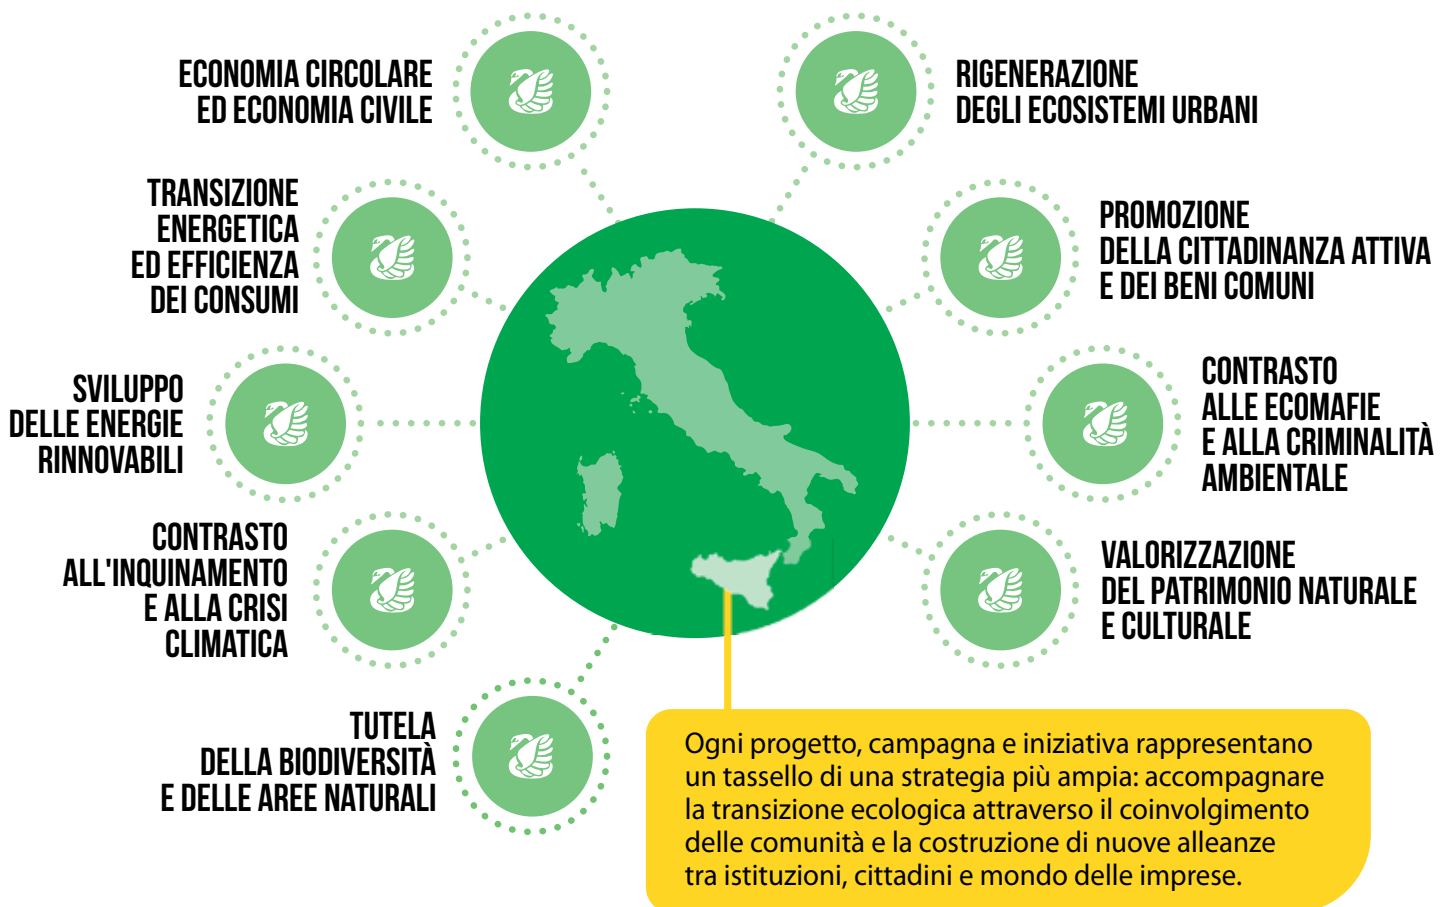 ECONOMIA CIRCOLARE
ED ECONOMIA CIVILE
TRANSIZIONE
ENERGETICA
ED EFFICIENZA
DEI CONSUMI
SVILUPPO
DELLE ENERGIE
RINNOVABILI
CONTRASTO
ALL'INQUINAMENTO
E ALLA CRISI
CLIMATICA
TUTELA
DELLA BIODIVERSITÀ
E DELLE AREE NATURALI
RIGENERAZIONE
DEGLI ECOSISTEMI URBANI
PROMOZIONE
DELLA CITTADINANZA ATTIVA
E DEI BENI COMUNI
CONTRASTO
ALLE ECOMAFIE
E ALLA CRIMINALITÀ
AMBIENTALE
VALORIZZAZIONE
DEL PATRIMONIO NATURALE
E CULTURALE
Ogni progetto, campagna e iniziativa rappresentano
un tassello di una strategia più ampia: accompagnare
la transizione ecologica attraverso il coinvolgimento
delle comunità e la costruzione di nuove alleanze
tra istituzioni, cittadini e mondo delle imprese.